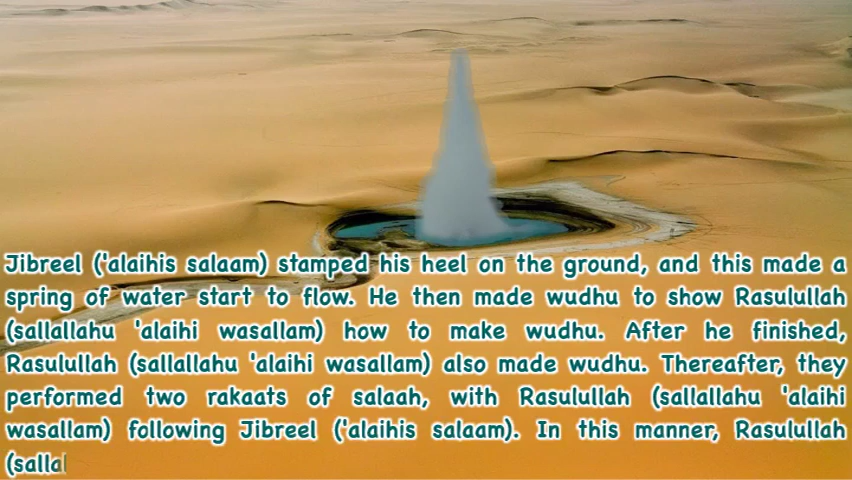 Jibreel ('alaihis salaam) stamped his heel on the ground, and this made a
spring of water start to flow. He then made wudhu to show Rasulullah
(sallallahu 'alaihi wasallam) how to make wudhu. After he finished,
Rasulullah (sallallahu 'alaihi wasallam) also made wudhu. Thereafter, they
performed two rakaats of salaah, with Rasulullah (sallallahu 'alaihi
wasallam) following Jibreel ('alaihis salaam). In this manner, Rasulullah
(sallal